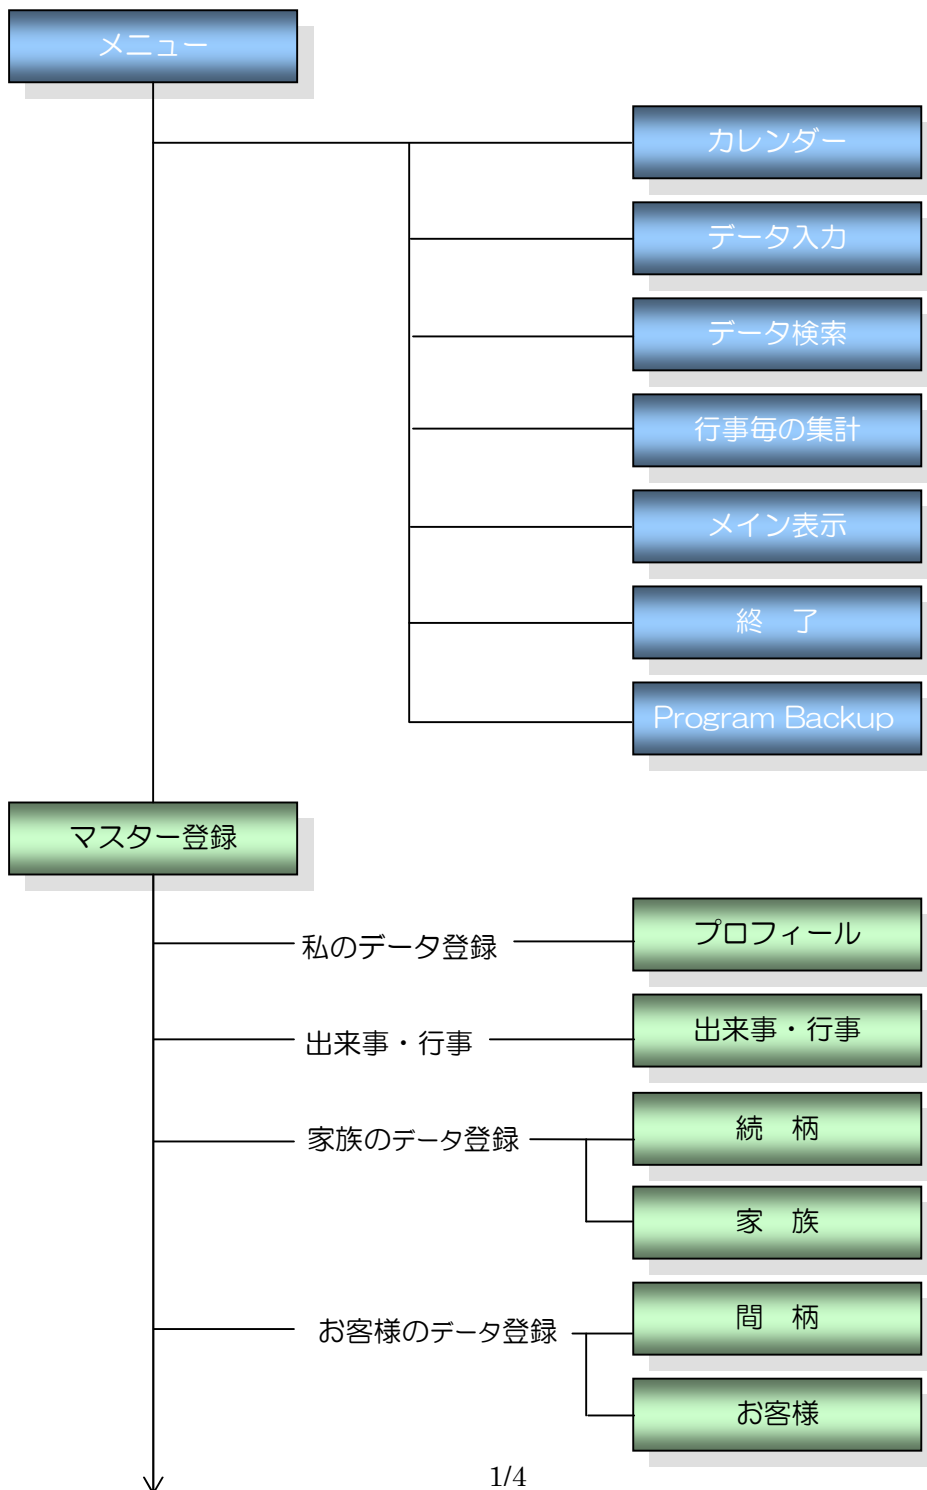 メニュー
カレンダー
データ入力
データ検索
行事毎の集計
メイン表示
終　了
Program Backup
マスター登録
私のデータ登録
プロフィール
出来事・行事
出来事・行事
家族のデータ登録
続　柄
家　族
お客様のデータ登録
間　柄
お客様
1/4